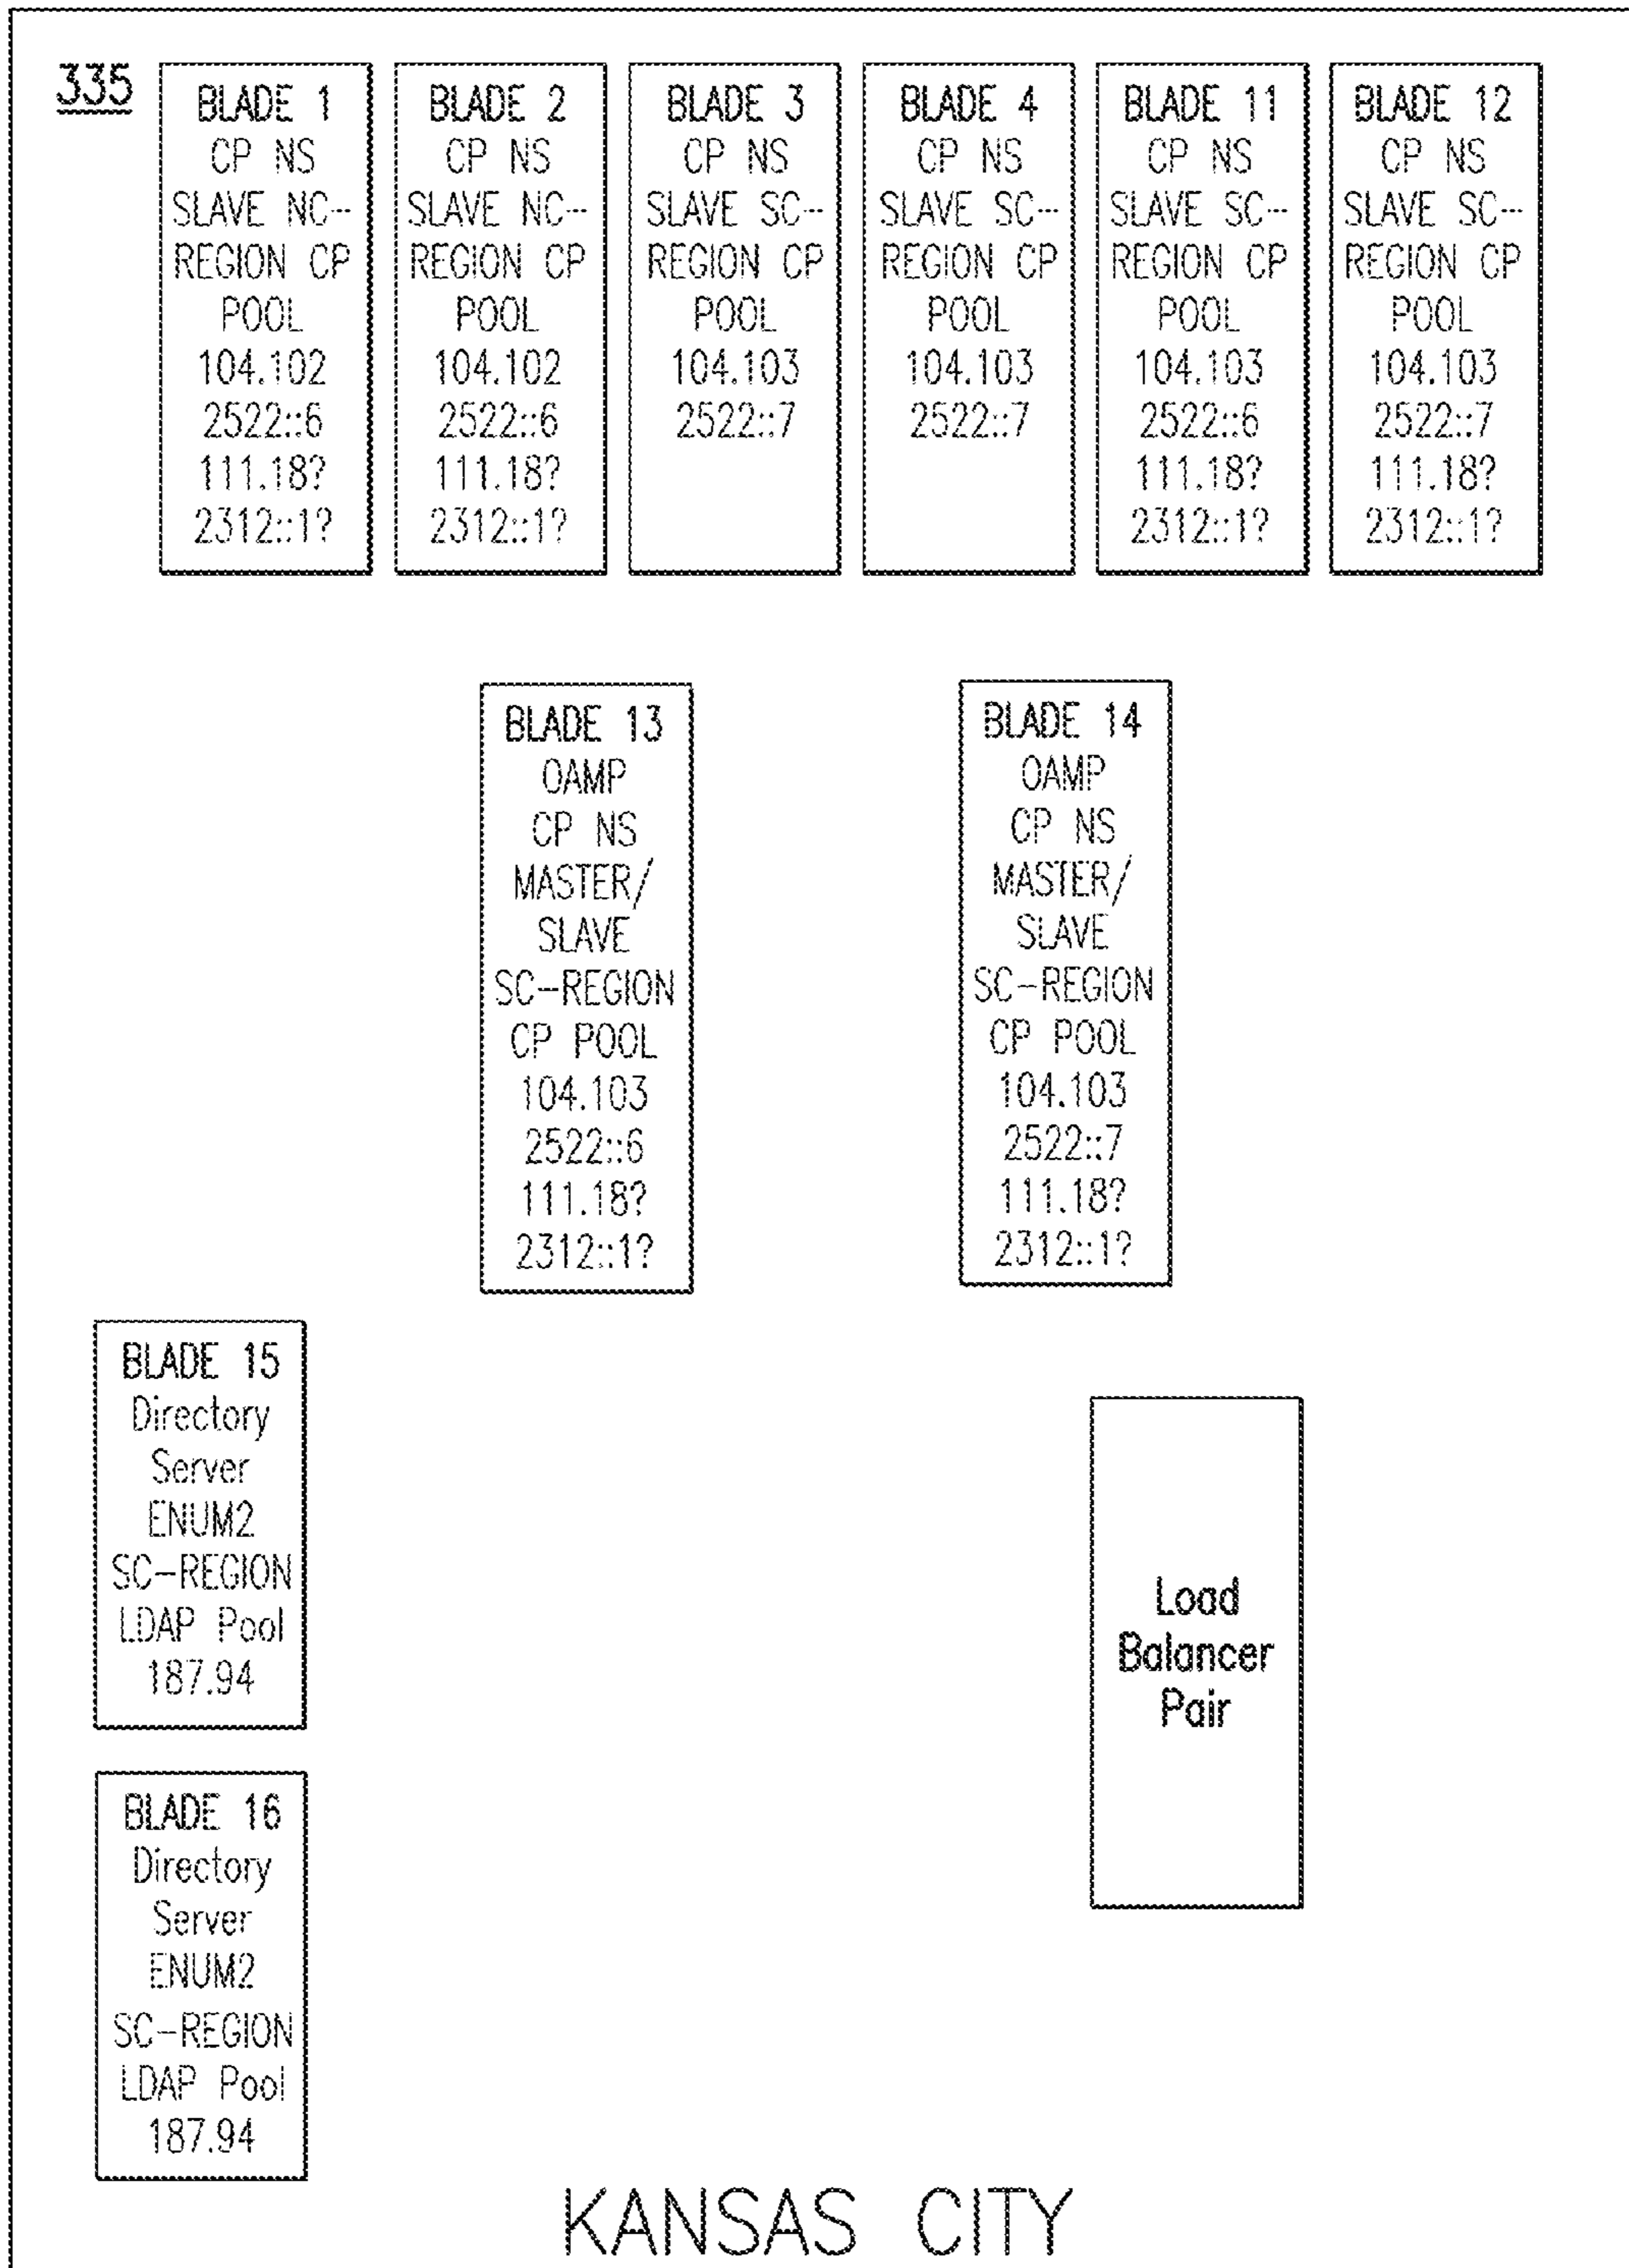 335
BLADE 1
CP NS
SLAVE NC-
REGION CP
POOL
104.102
2522::6
111.18?
2312::1?
BLADE 2
CP NS
SLAVE NC-
REGION CP
POOL
104.102
2522::6
111.18?
2312::1?
BLADE 3
CP NS
SLAVE SC-
REGION CP
POOL
104.103
2522::7
BLADE 4
CP NS
SLAVE SC-
REGION CP
POOL
104.103
2522::7
BLADE 11
CP NS
SLAVE SC-
REGION CP
POOL
104.103
2522::6
111.18?
2312::1?
BLADE 12
CP NS
SLAVE SC-
REGION CP
POOL
104.103
2522::7
111.18?
2312::1?
BLADE 13
OAMP
CP NS
MASTER/
SLAVE
SC-REGION
CP POOL
104.103
2522::6
111.18?
2312::1?
BLADE 14
OAMP
CP NS
MASTER/
SLAVE
SC-REGION
CP POOL
104.103
2522::7
111.18?
2312::1?
BLADE 15
Directory
Server
ENUM2
SC-REGION
LDAP Pool
187.94
Load
Balancer
Pair
BLADE 16
Directory
Server
ENUM2
SC-REGION
LDAP Pool
187.94
KANSAS CITY